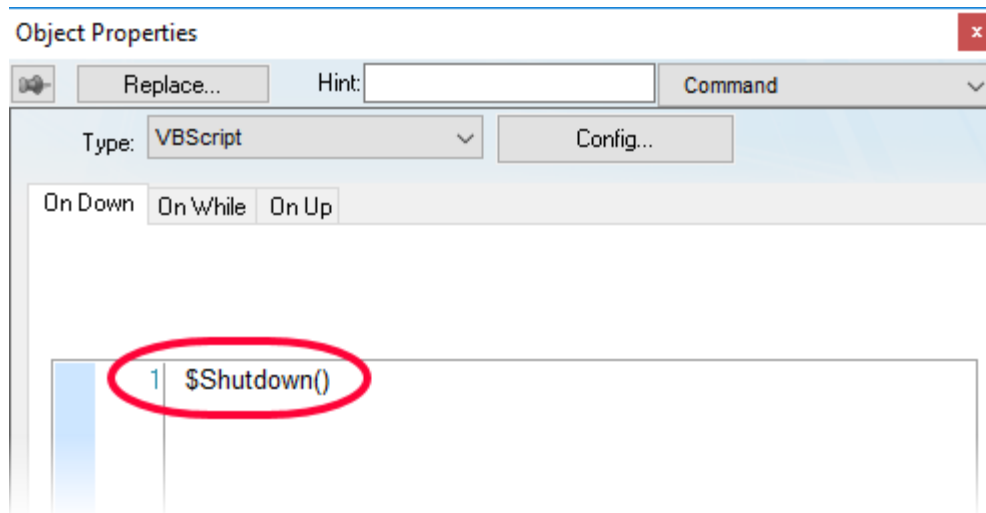 Object Properties x
Replace... Hint: Command
Type: VBScript Config...
On Down On While On Up
1 $Shutdown()